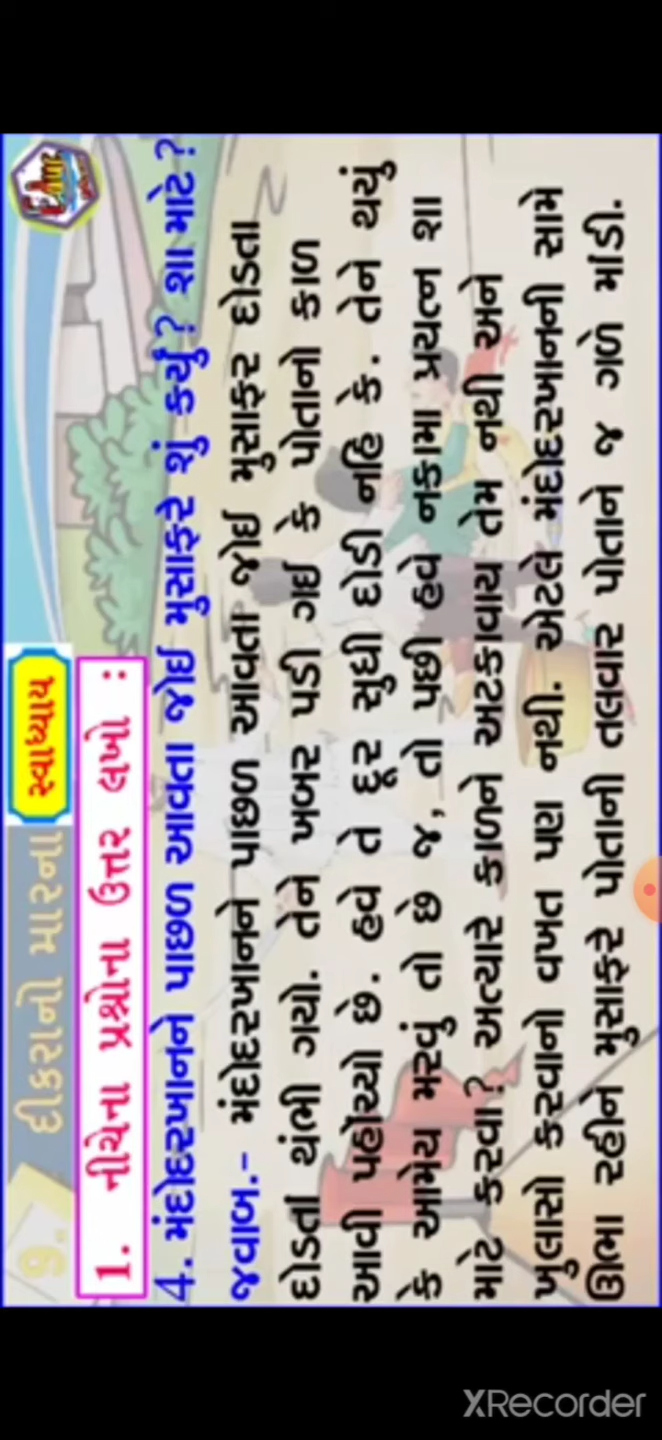 9.
દીકરાનો મારનાર
સ્વાધ્યાય
1. નીચેના પ્રશ્નોના ઉત્તર લખો :
4. મંદોદરખાનને પાછળ આવતા જોઇ મુસાફરે શું કર્યું? શા માટે ?
જવાબ.- મંદોદરખાનને પાછળ આવતા જોઇ મુસાફર દોડતા
દોડતાં થંભી ગયો. તેને ખબર પડી ગઇ કે પોતાનો કાળ
આવી પહોંચ્યો છે. હવે તે દૂર સુધી દોડી નહિ કે. તેને થયું
કે આમેય મરવું તો છે જ, તો પછી હવે નકામા પ્રયત્ન શા
માટે કરવા? અત્યારે કાળને અટકાવાય તેમ નથી અને
ખુલાસો કરવાનો વખત પણ નથી. એટલે મંદોદરખાનની સામે
ઊભા રહીને મુસાફરે પોતાની તલવાર પોતાને જ ગળે માંડી.
XRecorder